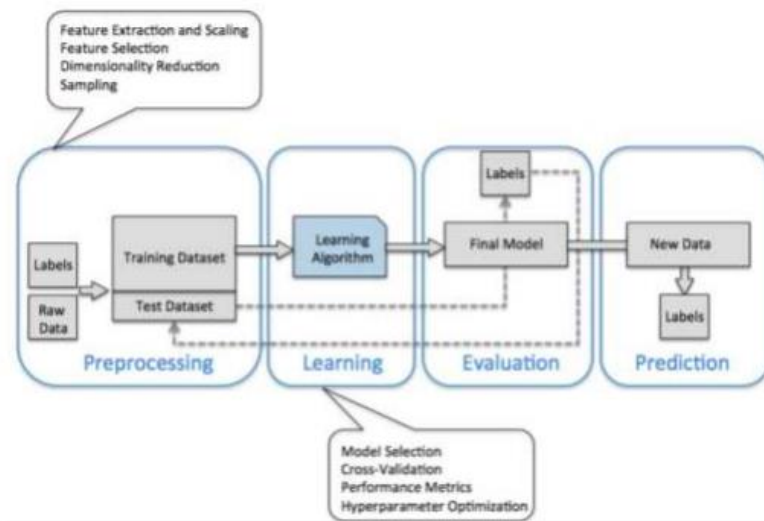 Feature Extraction and Scaling
Feature Selection
Dimensionality Reduction
Sampling
Labels
Raw
Data
Training Dataset
Test Dataset
Preprocessing
Learning
Algorithm
Learning
Labels
Final Model
Evaluation
New Data
Labels
Prediction
Model Selection
Cross-Validation
Performance Metrics
Hyperparameter Optimization